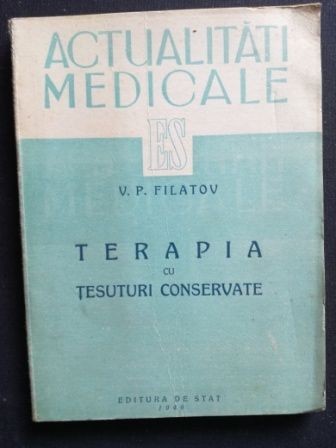 ACTUALITĂȚI
MEDICALE
ES
V. P. FILATOV
TERAPIA
CU
ȚESUTURI CONSERVATE
EDITURA DE STAT